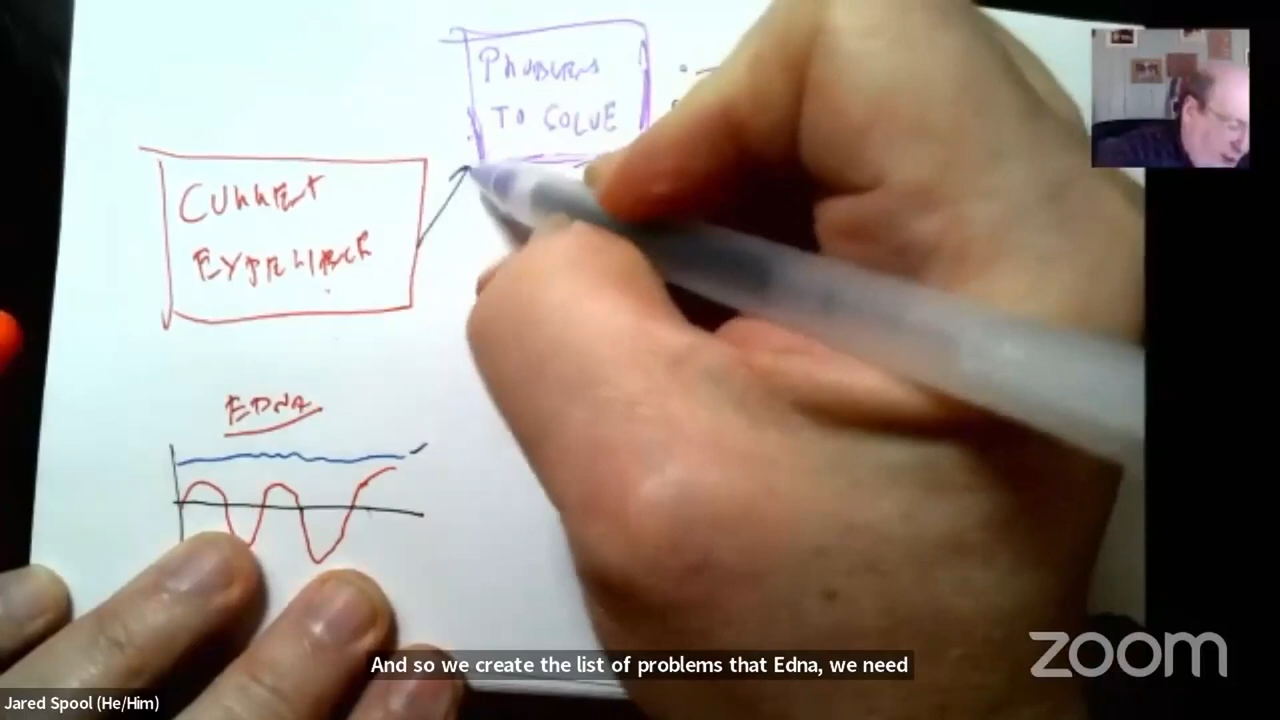 PROBLEMS
TO SOLVE
CURRENT
EXPERIENCE
EDNA
And so we create the list of problems that Edna, we need
zoom
Jared Spool (He/Him)